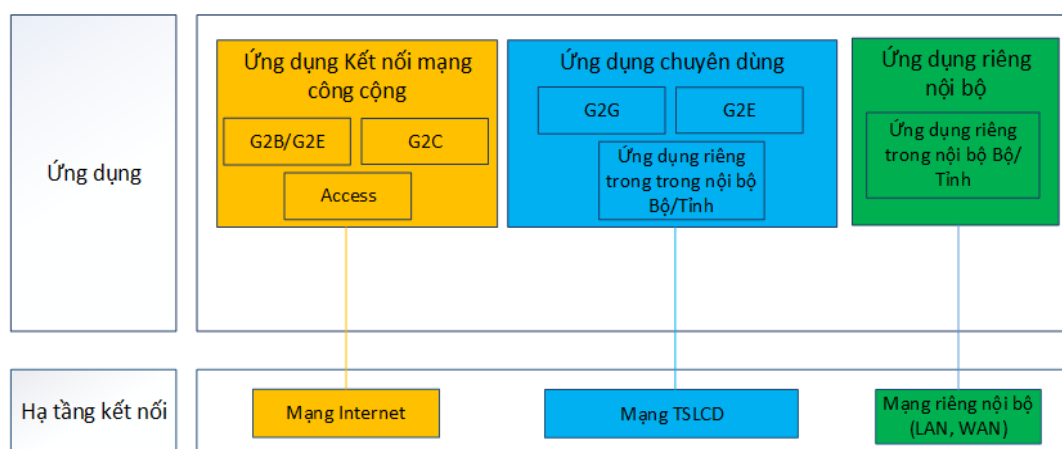 Ứng dụng
Ứng dụng Kết nối mạng
công cộng
G2B/G2E
G2C
Access
Ứng dụng chuyên dùng
G2G
G2E
Ứng dụng riêng
trong trong nội bộ
Bộ/Tỉnh
Ứng dụng riêng
nội bộ
Ứng dụng riêng
trong nội bộ Bộ/
Tỉnh
Hạ tầng kết nối
Mạng Internet
Mạng TSLCD
Mạng riêng nội bộ
(LAN, WAN)